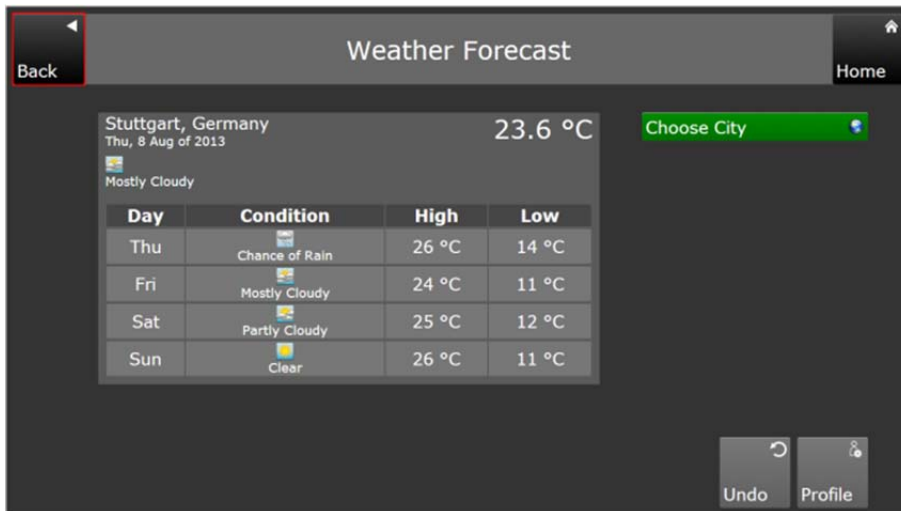 Back
Weather Forecast
Home
Stuttgart, Germany
23.6 °C
Thu, 8 Aug of 2013
Mostly Cloudy
Choose City
Day Condition High Low
Thu Chance of Rain 26 °C 14 °C
Fri Mostly Cloudy 24 °C 11 °C
Sat Partly Cloudy 25 °C 12 °C
Sun Clear 26 °C 11 °C
Undo
Profile